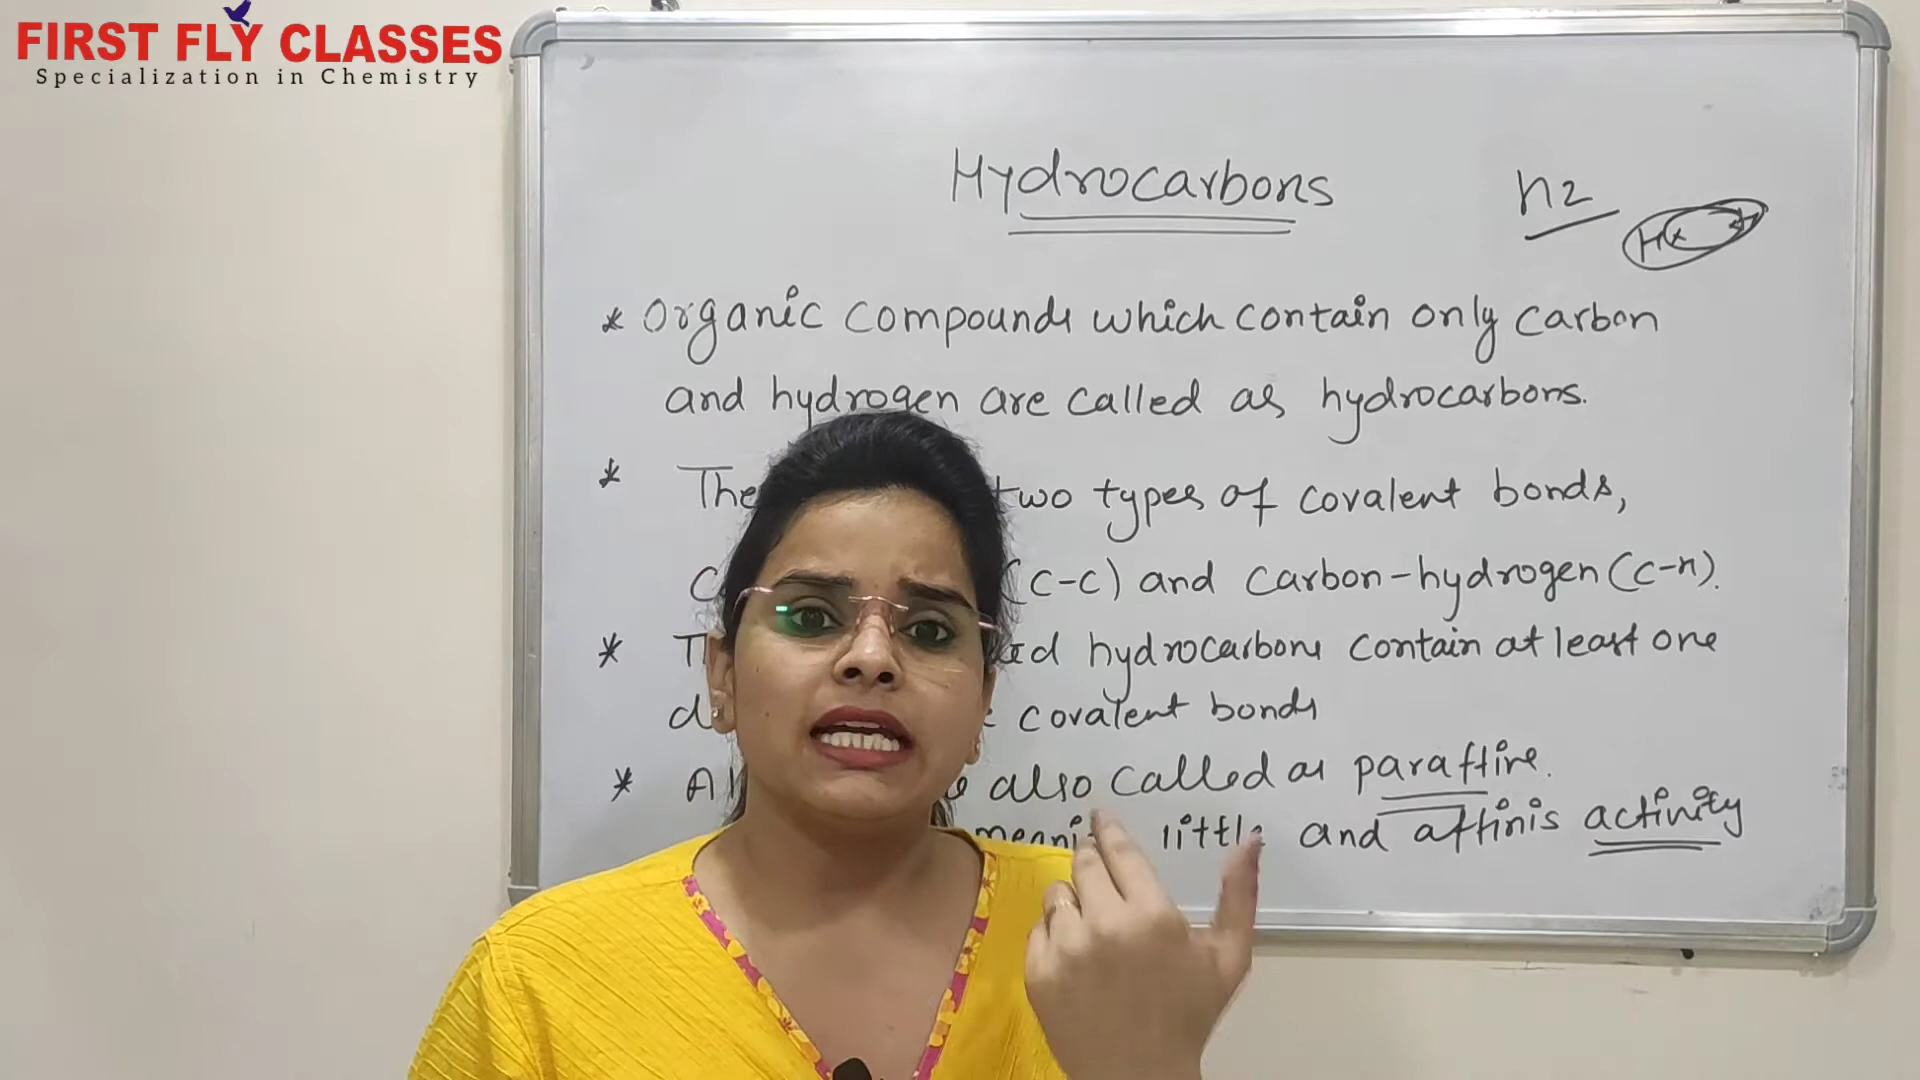 FIRST FLY CLASSES
Specialization in Chemistry
Hydrocarbons
H2
* Organic compounds which contain only carbon
and hydrogen are called as hydrocarbons.
* two types of covalent bonds,
(C-C) and carbon-hydrogen (C-H).
* hydrocarbons contain at least one
covalent bonds
* also called as paraffins.
little and affinis activity